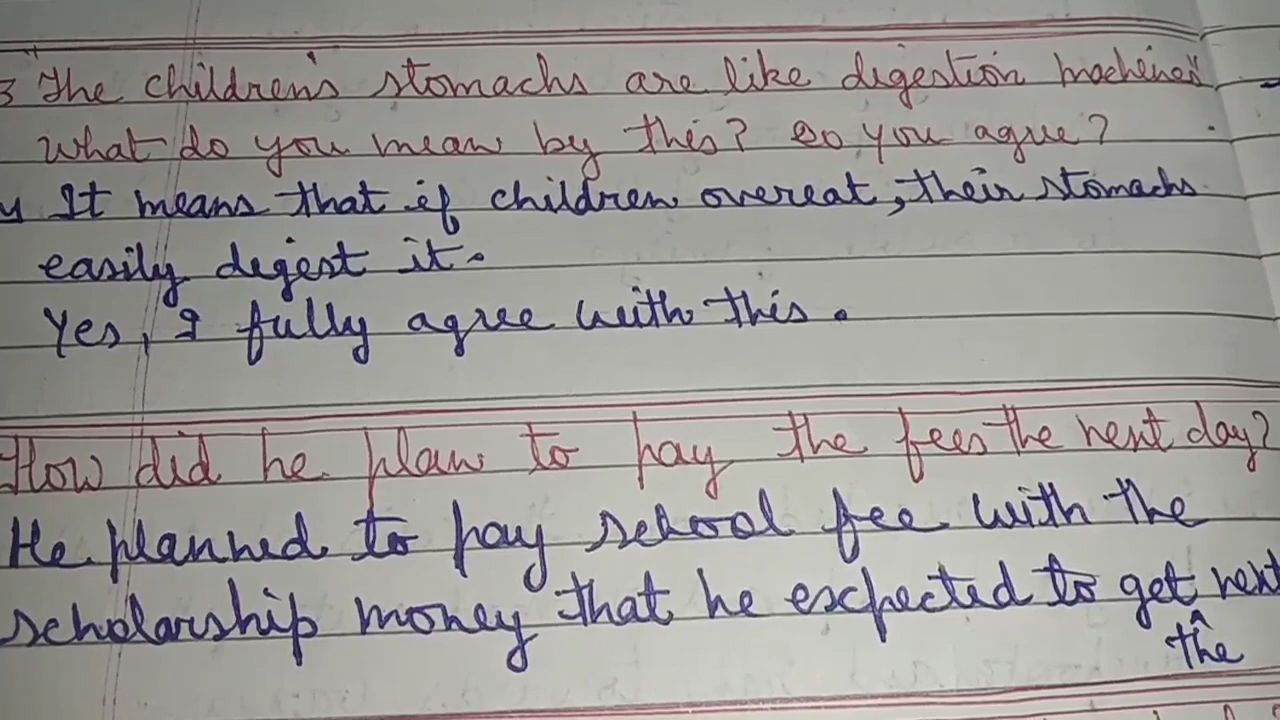 3 "The children's stomachs are like digestion machines"
What do you mean by this? Do you agree?
It means that if children overeat, their stomachs
easily digest it.
Yes, I fully agree with this.
How did he plan to pay the fees the next day?
He planned to pay school fee with the
scholarship money that he expected to get next
^ the